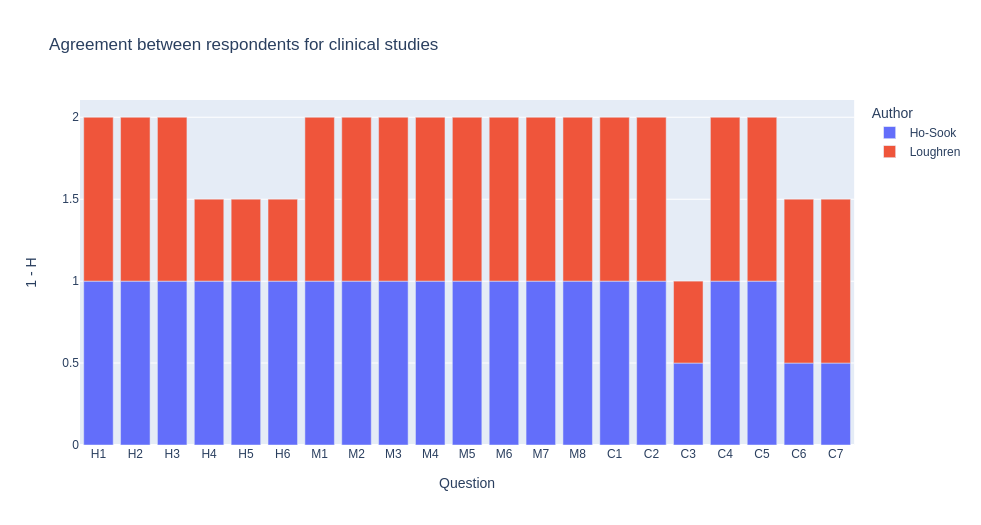 Agreement between respondents for clinical studies
Author
Ho-Sook
Loughren
1 - H
2
1.5
1
0.5
0
H1 H2 H3 H4 H5 H6 M1 M2 M3 M4 M5 M6 M7 M8 C1 C2 C3 C4 C5 C6 C7
Question